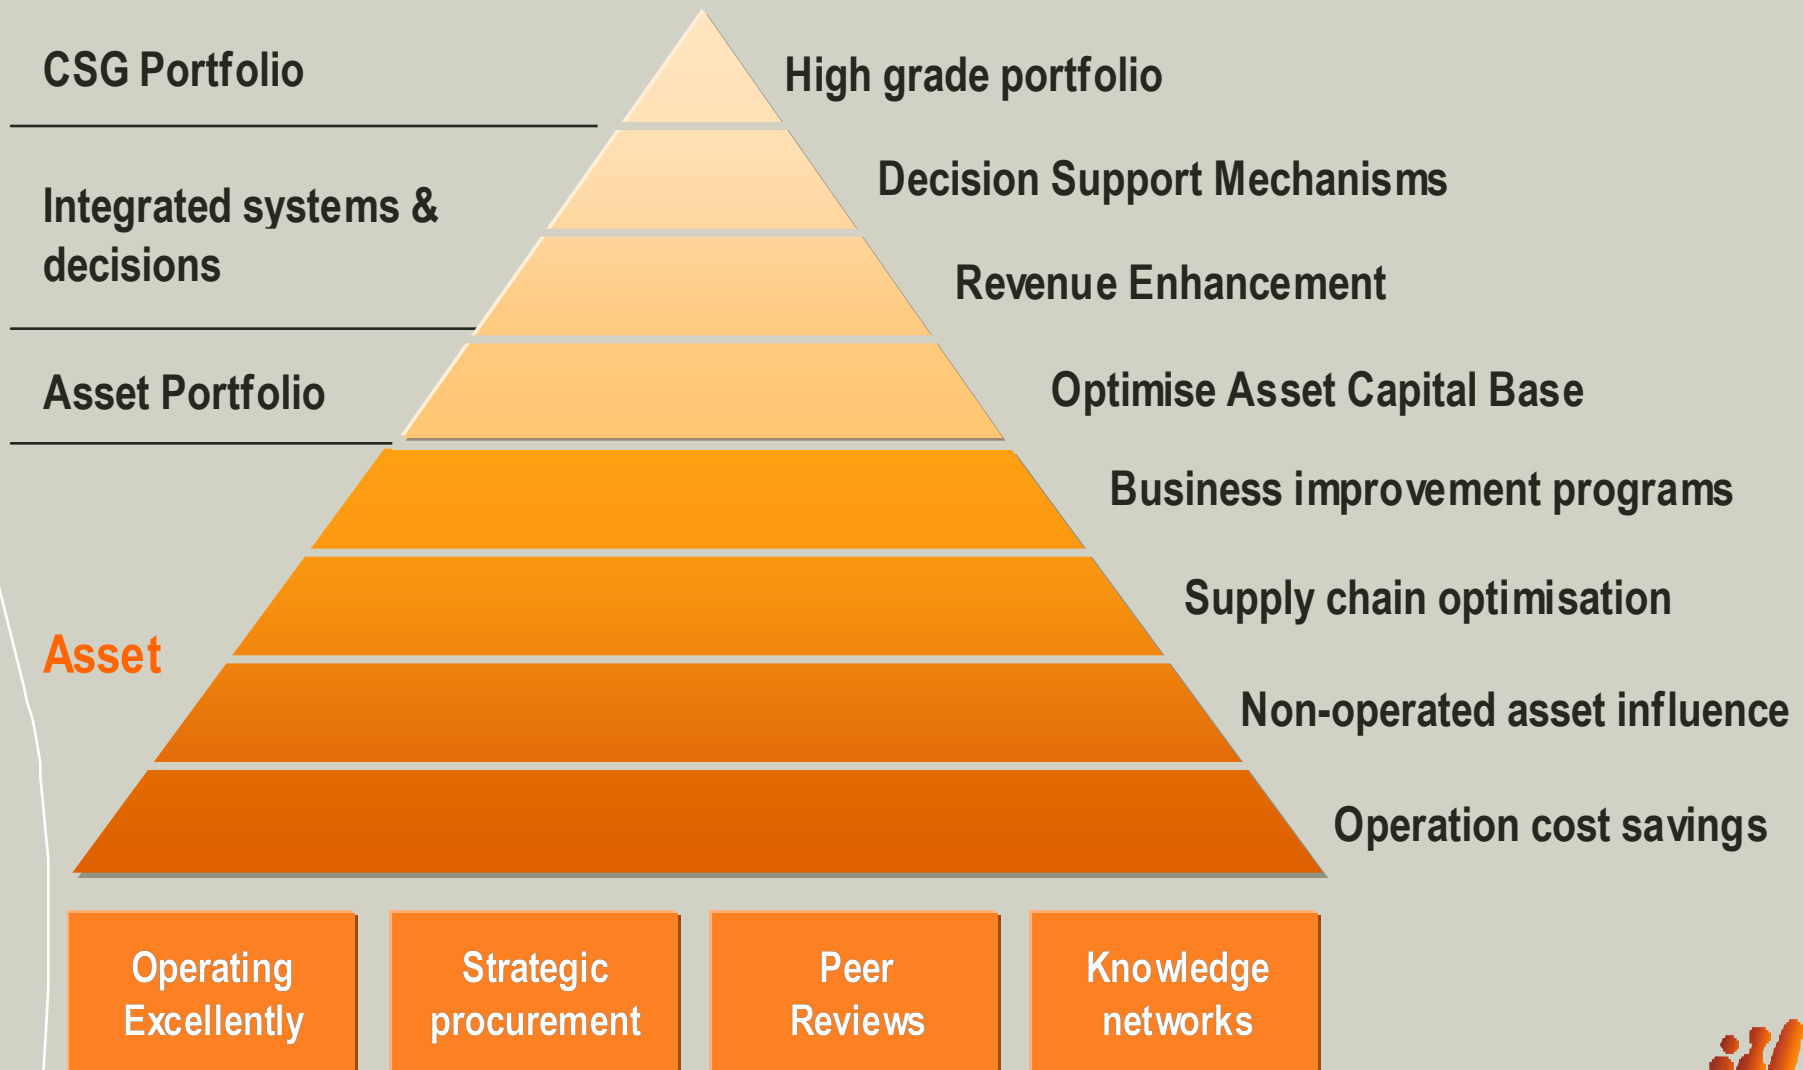 CSG Portfolio
High grade portfolio
Decision Support Mechanisms
Integrated systems &
decisions
Revenue Enhancement
Asset Portfolio
Optimise Asset Capital Base
Business improvement programs
Supply chain optimisation
Asset
Non-operated asset influence
Operation cost savings
Operating
Excellently
Strategic
procurement
Peer
Reviews
Knowledge
networks